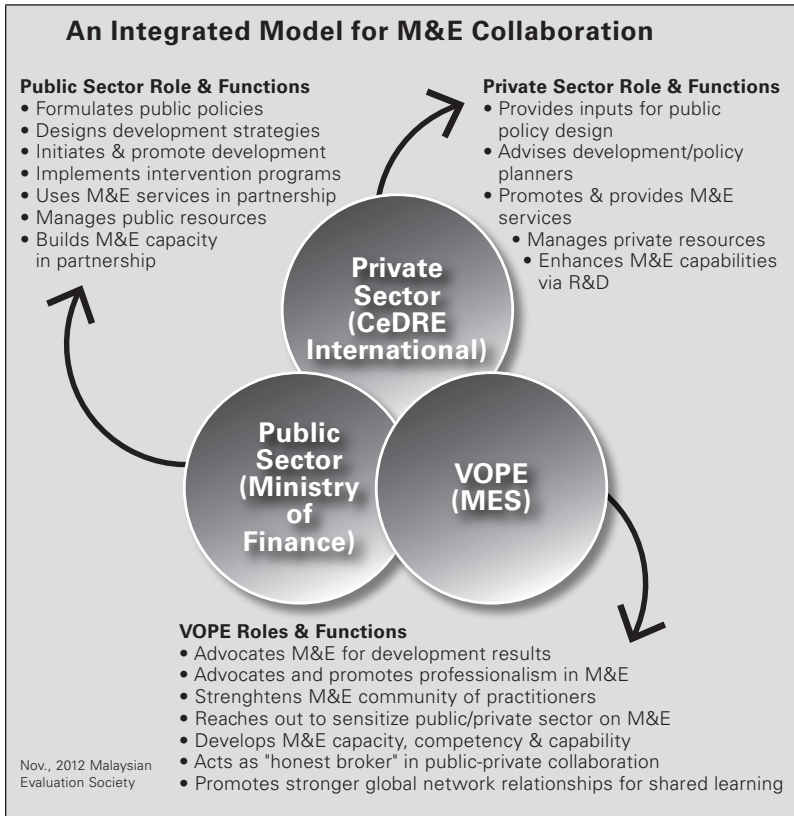 An Integrated Model for M&E Collaboration
Public Sector Role & Functions
• Formulates public policies
• Designs development strategies
• Initiates & promote development
• Implements intervention programs
• Uses M&E services in partnership
• Manages public resources
• Builds M&E capacity
in partnership
Private Sector Role & Functions
• Provides inputs for public
policy design
• Advises development/policy
planners
• Promotes & provides M&E
services
• Manages private resources
• Enhances M&E capabilities
via R&D
Private
Sector
(CeDRE
International)
Public
Sector
(Ministry
of
Finance)
VOPE
(MES)
VOPE Roles & Functions
• Advocates M&E for development results
• Advocates and promotes professionalism in M&E
• Strenghtens M&E community of practitioners
• Reaches out to sensitize public/private sector on M&E
• Develops M&E capacity, competency & capability
• Acts as "honest broker" in public-private collaboration
• Promotes stronger global network relationships for shared learning
Nov., 2012 Malaysian
Evaluation Society